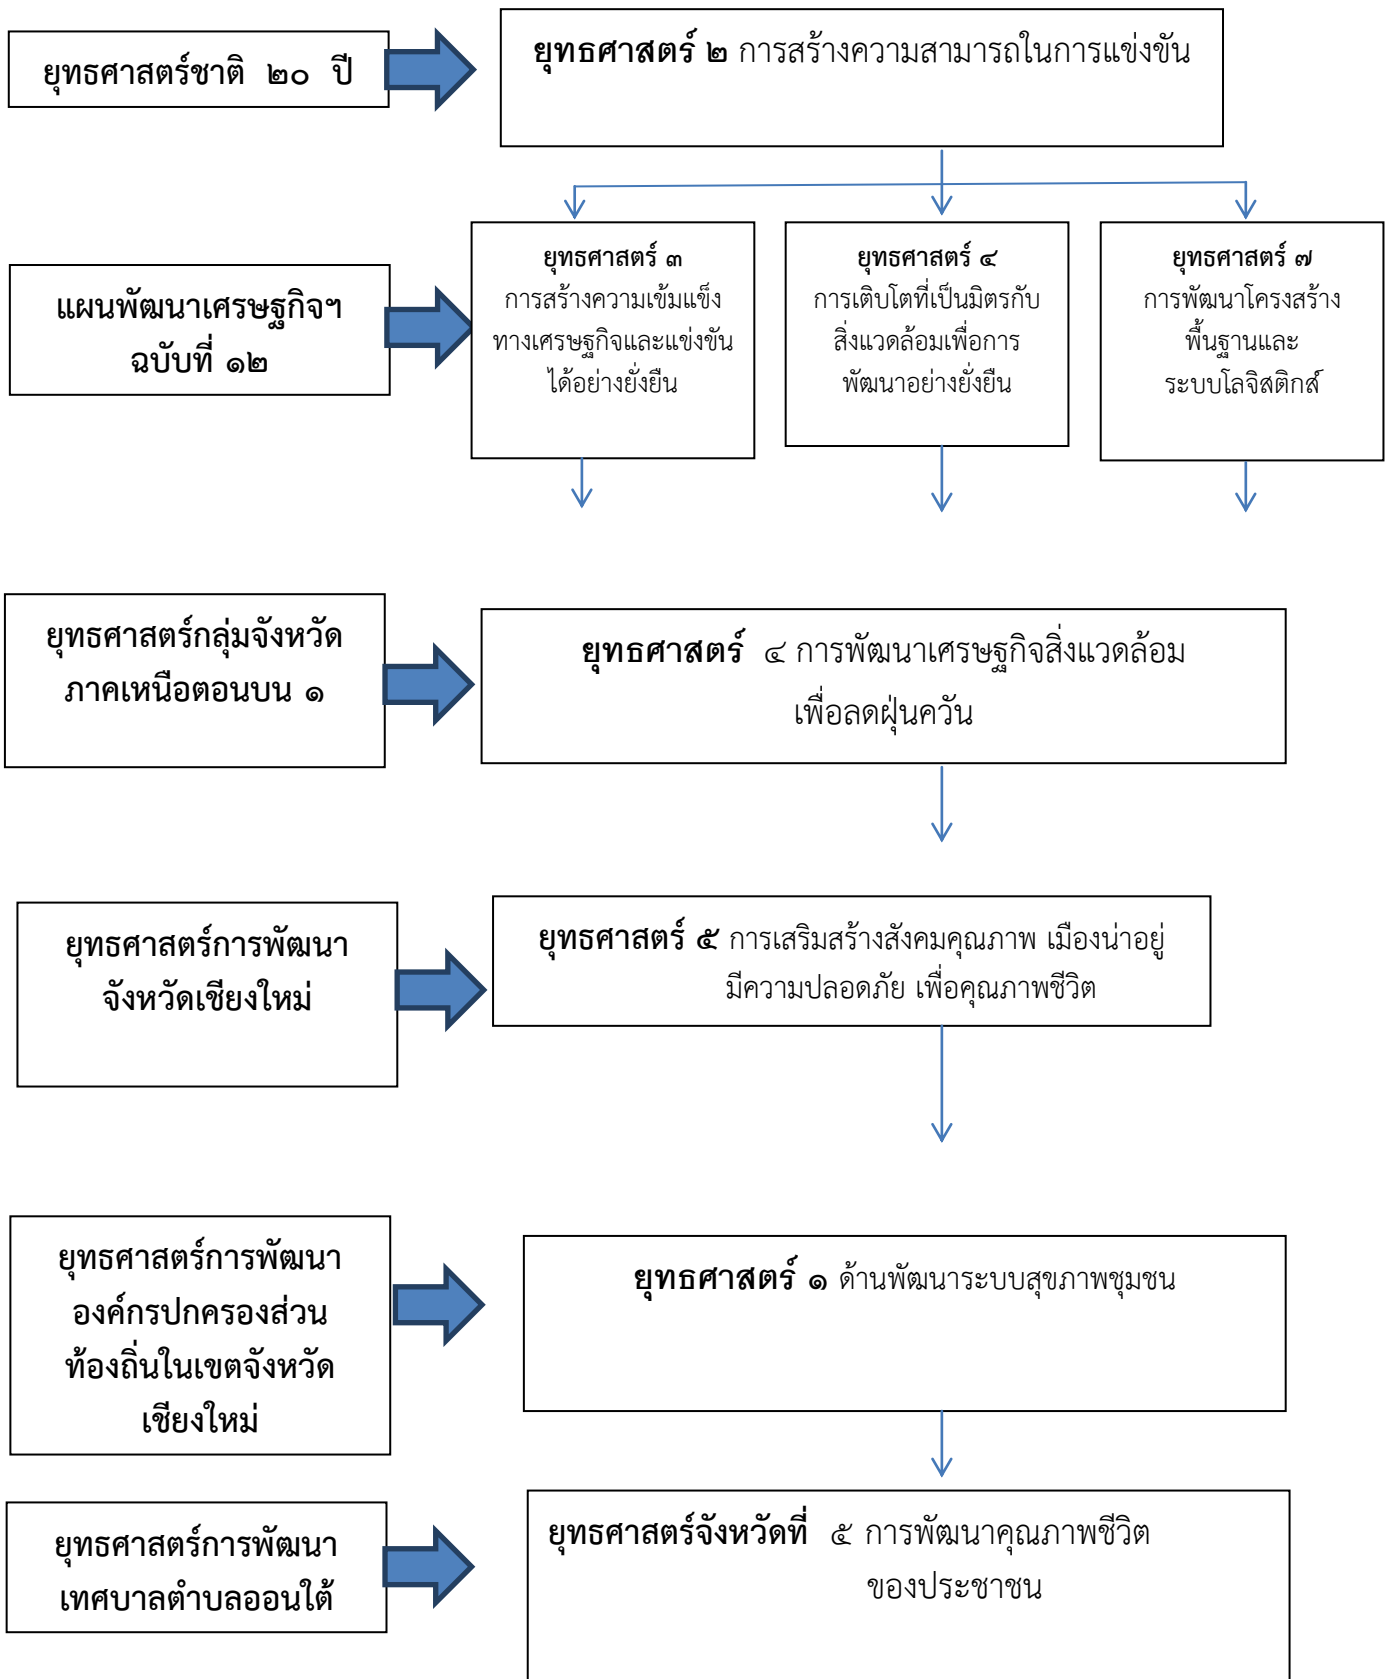 ยุทธศาสตร์ชาติ ๒๐ ปี
ยุทธศาสตร์ ๒ การสร้างความสามารถในการแข่งขัน
แผนพัฒนาเศรษฐกิจฯ
ฉบับที่ ๑๒
ยุทธศาสตร์ ๓
การสร้างความเข้มแข็ง
ทางเศรษฐกิจและแข่งขัน
ได้อย่างยั่งยืน
ยุทธศาสตร์ ๔
การเติบโตที่เป็นมิตรกับ
สิ่งแวดล้อมเพื่อการ
พัฒนาอย่างยั่งยืน
ยุทธศาสตร์ ๗
การพัฒนาโครงสร้าง
พื้นฐานและ
ระบบโลจิสติกส์
ยุทธศาสตร์กลุ่มจังหวัด
ภาคเหนือตอนบน ๑
ยุทธศาสตร์ ๔ การพัฒนาเศรษฐกิจสิ่งแวดล้อม
เพื่อลดฝุ่นควัน
ยุทธศาสตร์การพัฒนา
จังหวัดเชียงใหม่
ยุทธศาสตร์ ๕ การเสริมสร้างสังคมคุณภาพ เมืองน่าอยู่
มีความปลอดภัย เพื่อคุณภาพชีวิต
ยุทธศาสตร์การพัฒนา
องค์กรปกครองส่วน
ท้องถิ่นในเขตจังหวัด
เชียงใหม่
ยุทธศาสตร์ ๑ ด้านพัฒนาระบบสุขภาพชุมชน
ยุทธศาสตร์การพัฒนา
เทศบาลตำบลออนใต้
ยุทธศาสตร์จังหวัดที่ ๕ การพัฒนาคุณภาพชีวิต
ของประชาชน